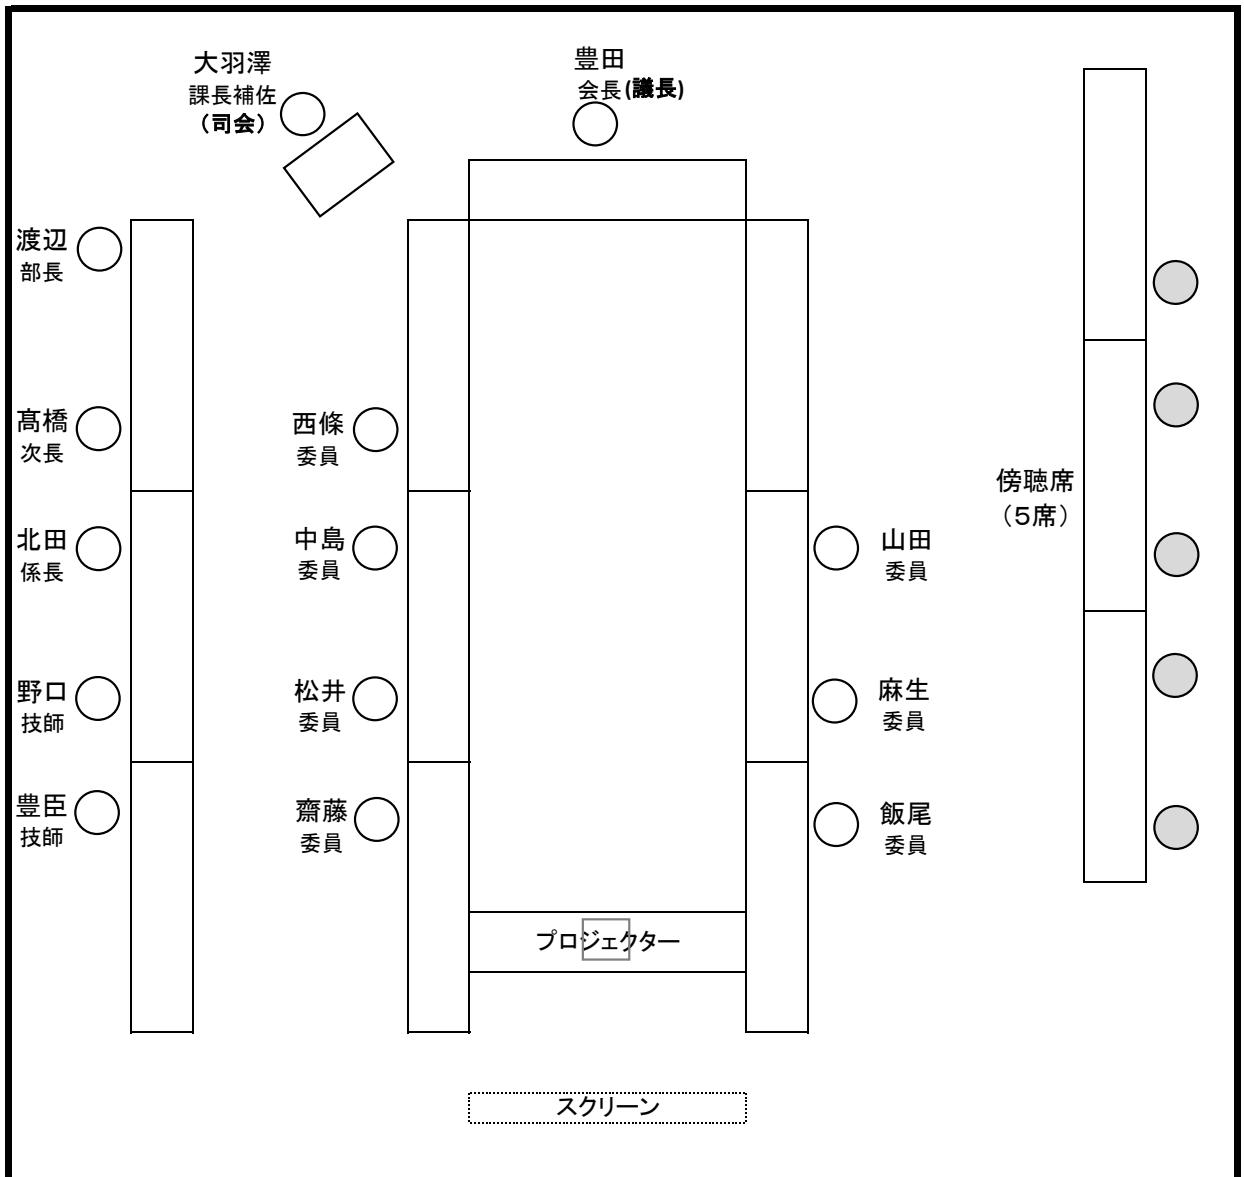 大羽澤
課長補佐
（司会）
豊田
会長(議長)
渡辺
部長
髙橋
次長
北田
係長
野口
技師
豊臣
技師
西條
委員
中島
委員
松井
委員
齋藤
委員
山田
委員
麻生
委員
飯尾
委員
傍聴席
（５席）
プロジェクター
スクリーン